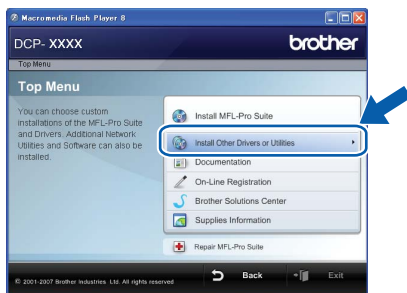 Macromedia Flash Player 8
DCP- XXXX
brother
Top Menu
Top Menu
You can choose custom
installations of the MFL-Pro Suite
and Drivers. Additional Network
Utilities and Software can also be
installed.
Install MFL-Pro Suite
Install Other Drivers or Utilities
Documentation
On-Line Registration
Brother Solutions Center
Supplies Information
Repair MFL-Pro Suite
© 2001-2007 Brother Industries Ltd. All rights reserved
Back
Exit